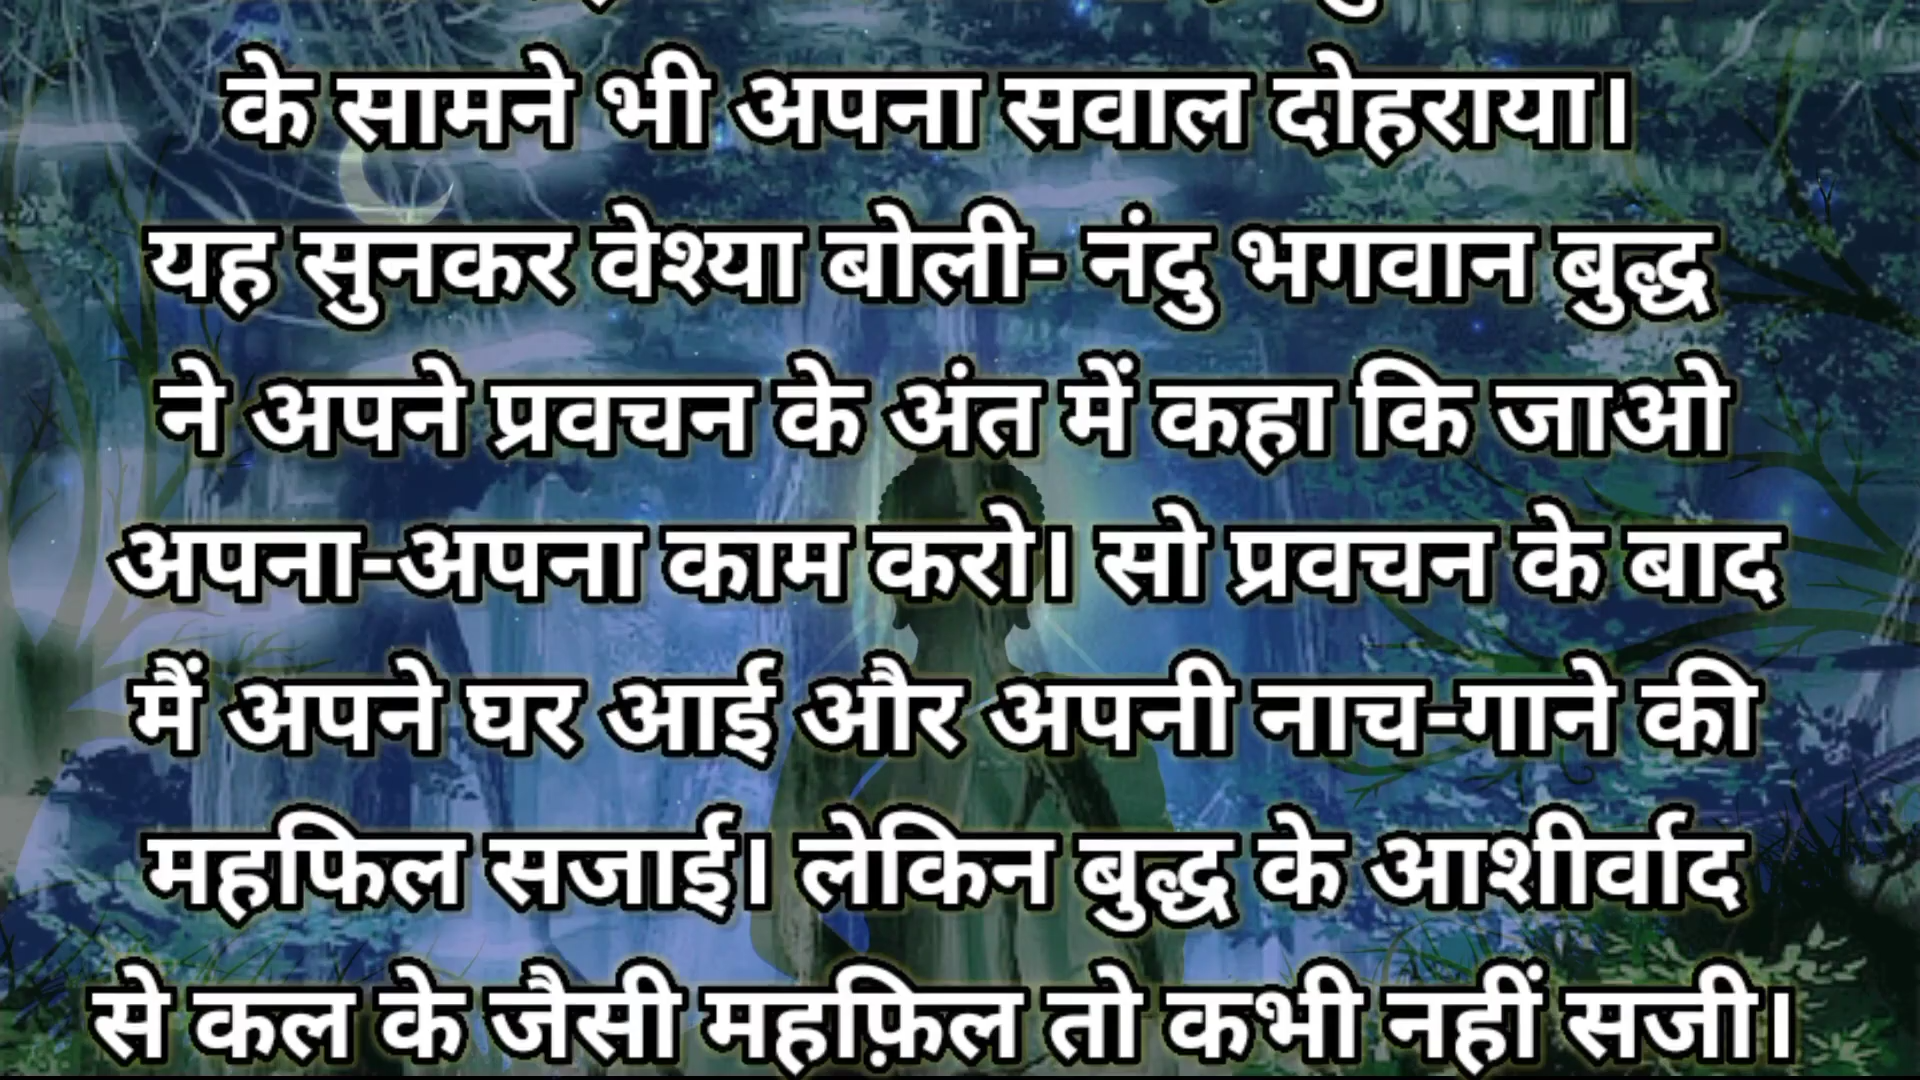 के सामने भी अपना सवाल दोहराया।
यह सुनकर वेश्या बोली- नंदु भगवान बुद्ध
ने अपने प्रवचन के अंत में कहा कि जाओ
अपना-अपना काम करो। सो प्रवचन के बाद
मैं अपने घर आई और अपनी नाच-गाने की
महफिल सजाई। लेकिन बुद्ध के आशीर्वाद
से कल के जैसी महफ़िल तो कभी नहीं सजी।